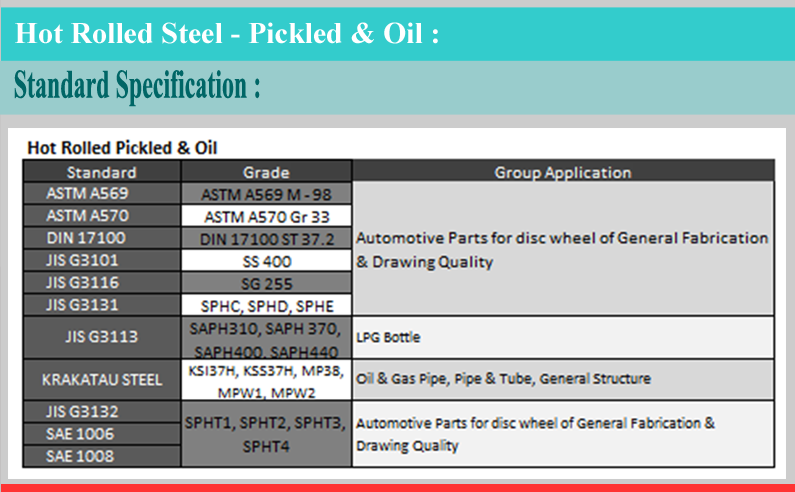 Hot Rolled Steel - Pickled & Oil :
Standard Specification :
Hot Rolled Pickled & Oil
Standard Grade Group Application
ASTM A569 ASTM A569 M - 98
ASTM A570 ASTM A570 Gr 33
DIN 17100 DIN 17100 ST 37.2 Automotive Parts for disc wheel of General Fabrication
JIS G3101 SS 400 & Drawing Quality
JIS G3116 SG 255
JIS G3131 SPHC, SPHD, SPHE
JIS G3113 SAPH310, SAPH 370, LPG Bottle
SAPH400, SAPH440
KRAKATAU STEEL KSI37H, KSS37H, MP38, Oil & Gas Pipe, Pipe & Tube, General Structure
MPW1, MPW2
JIS G3132 SPHT1, SPHT2, SPHT3, Automotive Parts for disc wheel of General Fabrication &
SAE 1006 SPHT4 Drawing Quality
SAE 1008